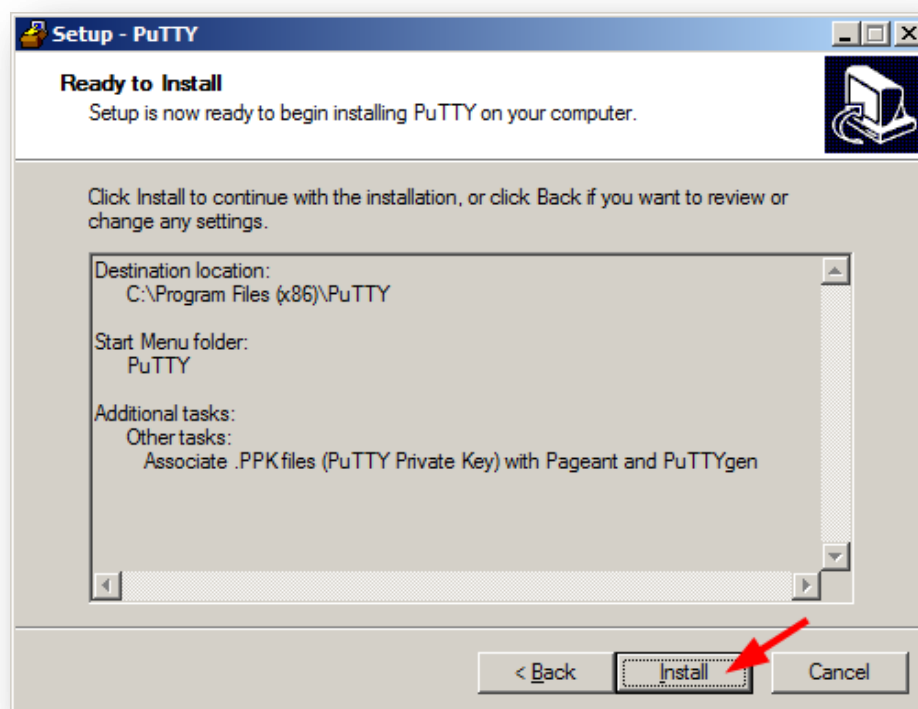 Setup - PuTTY
Ready to Install
Setup is now ready to begin installing PuTTY on your computer.
Click Install to continue with the installation, or click Back if you want to review or
change any settings.
Destination location:
C:\Program Files (x86)\PuTTY
Start Menu folder:
PuTTY
Additional tasks:
Other tasks:
Associate .PPK files (PuTTY Private Key) with Pageant and PuTTYgen
< Back
Install
Cancel